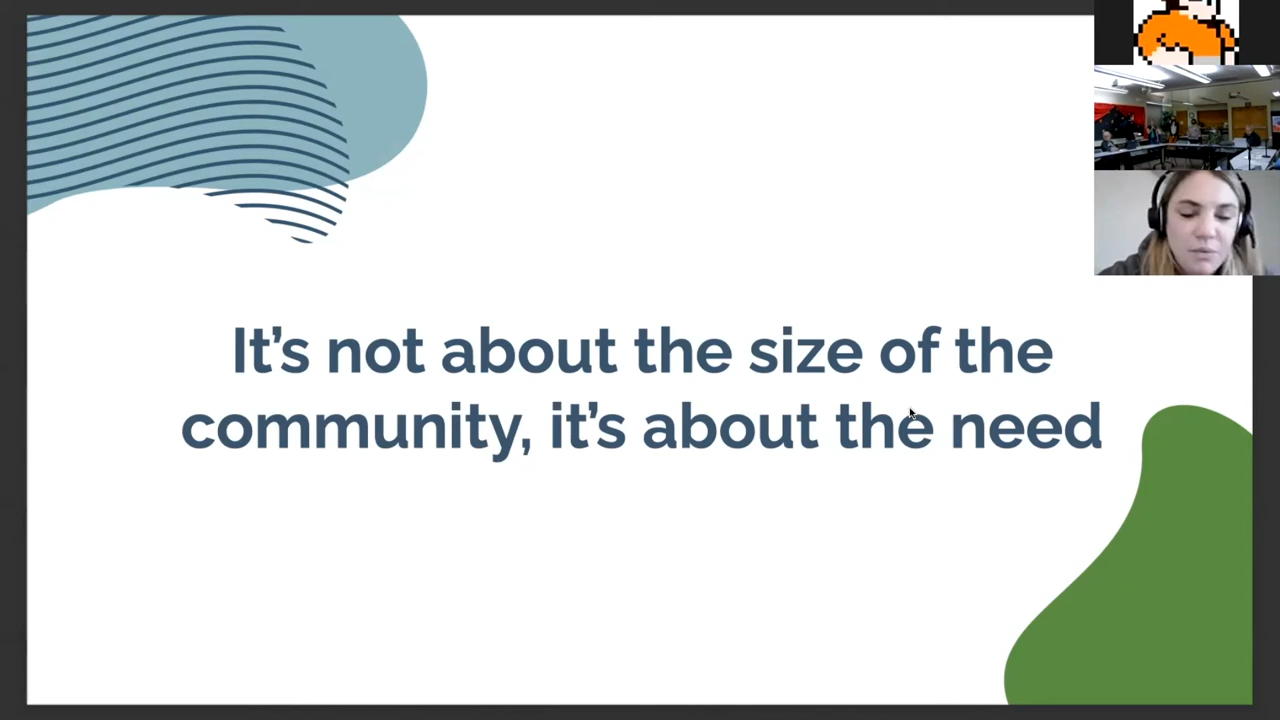 It’s not about the size of the
community, it’s about the need